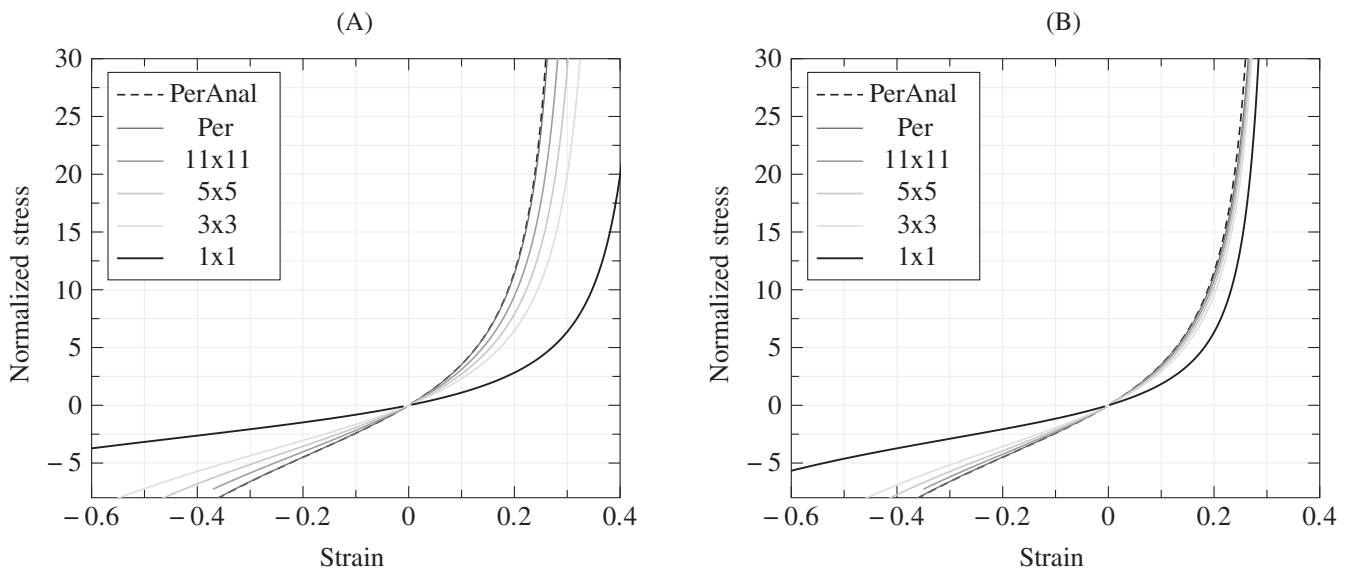 (A)
30
25
20
15
10
5
0
−5
Normalized stress
PerAnal
Per
11x11
5x5
3x3
1x1
−0.6
−0.4
−0.2
0
0.2
0.4
Strain
(B)
30
25
20
15
10
5
0
−5
Normalized stress
PerAnal
Per
11x11
5x5
3x3
1x1
−0.6
−0.4
−0.2
0
0.2
0.4
Strain